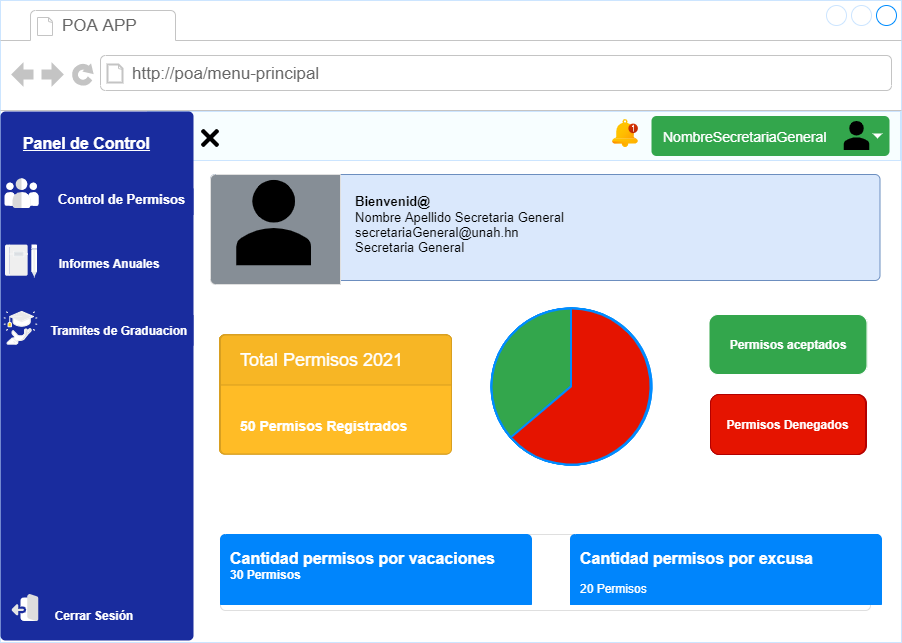 POA APP
http://poa/menu-principal
Panel de Control
Control de Permisos
Informes Anuales
Tramites de Graduacion
Cerrar Sesión
1
NombreSecretariaGeneral
Bienvenid@
Nombre Apellido Secretaria General
secretariaGeneral@unah.hn
Secretaria General
Total Permisos 2021
50 Permisos Registrados
Permisos aceptados
Permisos Denegados
Cantidad permisos por vacaciones
30 Permisos
Cantidad permisos por excusa
20 Permisos